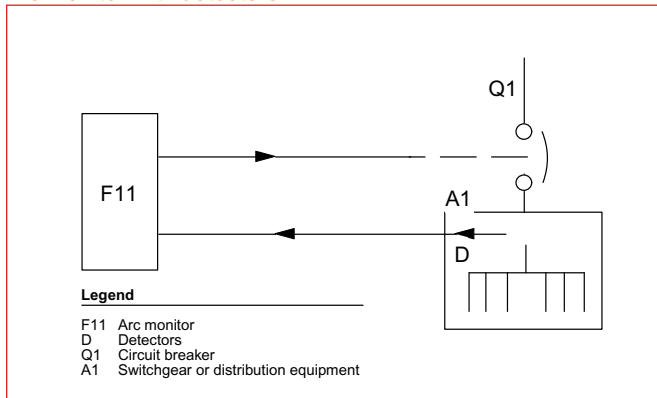 Q1
F11
A1
D
Legend
F11 Arc monitor
D Detectors
Q1 Circuit breaker
A1 Switchgear or distribution equipment